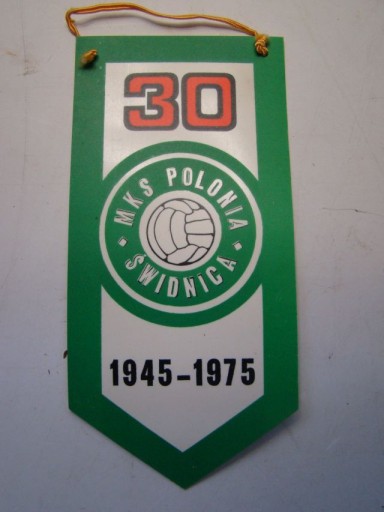 30
MKS POLONIA
ŚWIDNICA
1945-1975